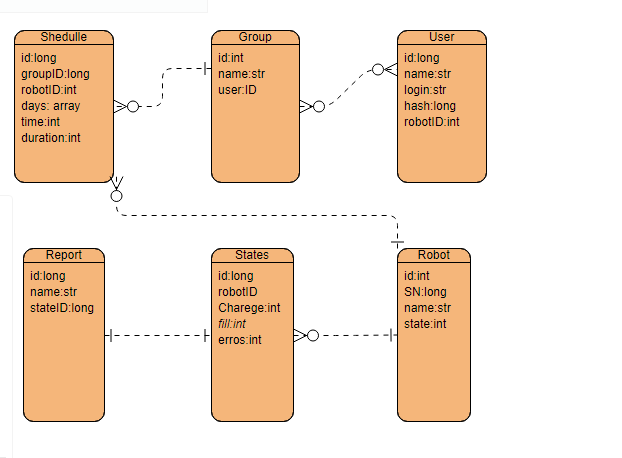 Shedulle
id:long
groupID:long
robotID:int
days: array
time:int
duration:int
Group
id:int
name:str
user:ID
User
id:long
name:str
login:str
hash:long
robotID:int
Report
id:long
name:str
stateID:long
States
id:long
robotID
Charege:int
fill:int
erros:int
Robot
id:int
SN:long
name:str
state:int